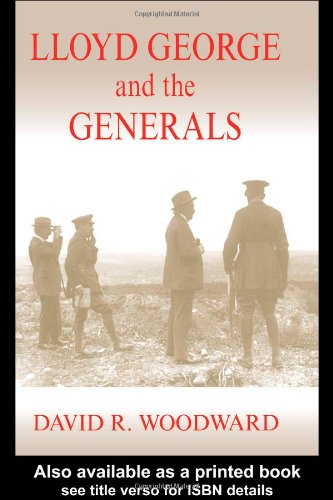 LLOYD GEORGE
and the
GENERALS
DAVID R. WOODWARD
Also available as a printed book
see title verso for ISBN details